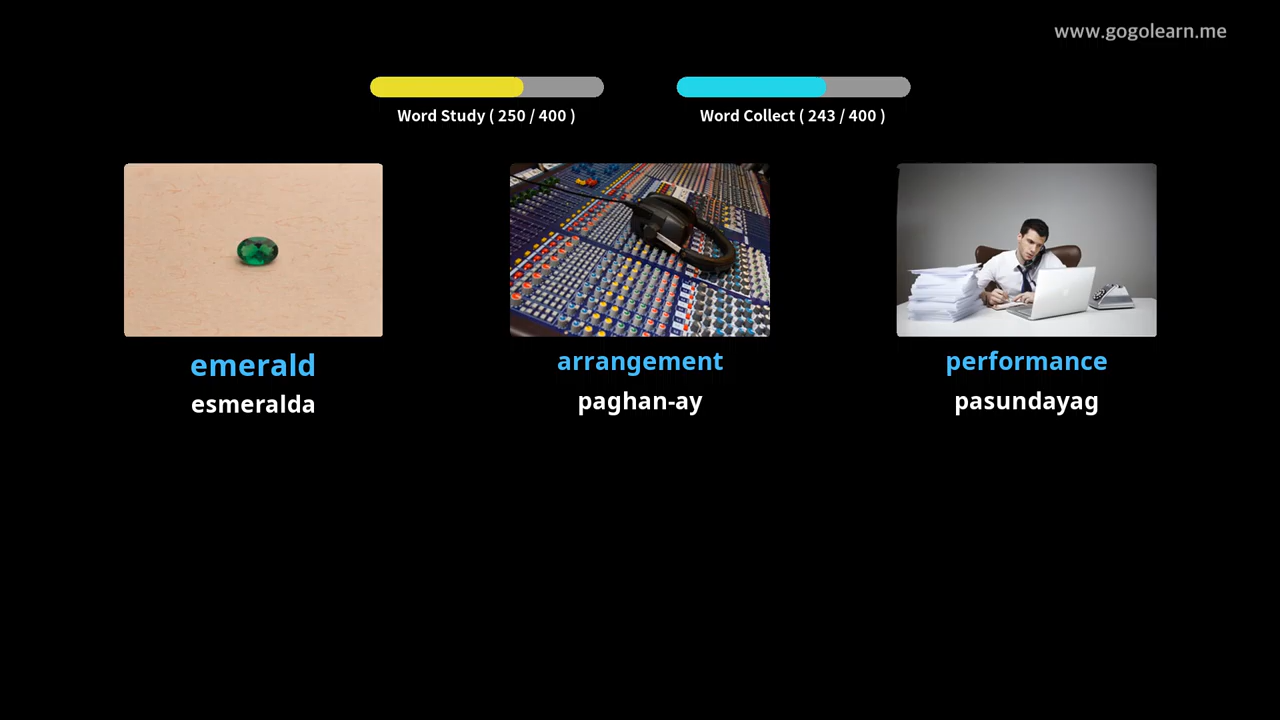 www.gogolearn.me
Word Study ( 250 / 400 )
Word Collect ( 243 / 400 )
emerald
esmeralda
arrangement
paghan-ay
performance
pasundayag